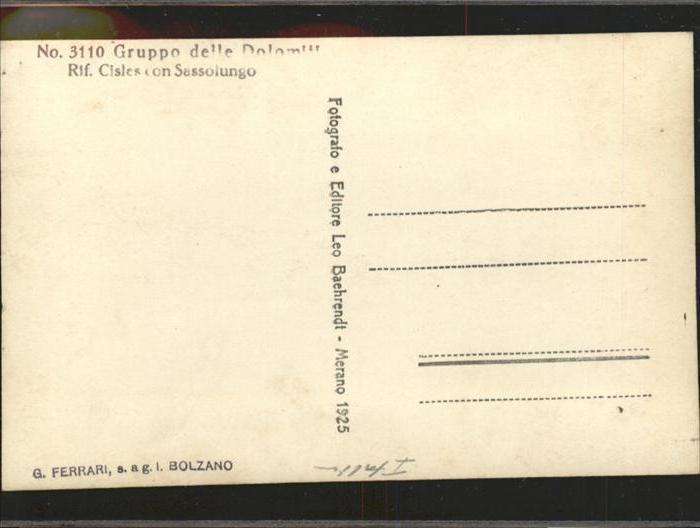 No. 3110 Gruppo delle Dolomiti
Rif. Cisles con Sassolungo
Fotografo e Editore Leo Baehrendt - Merano 1925
G. FERRARI, s. a g. l. BOLZANO